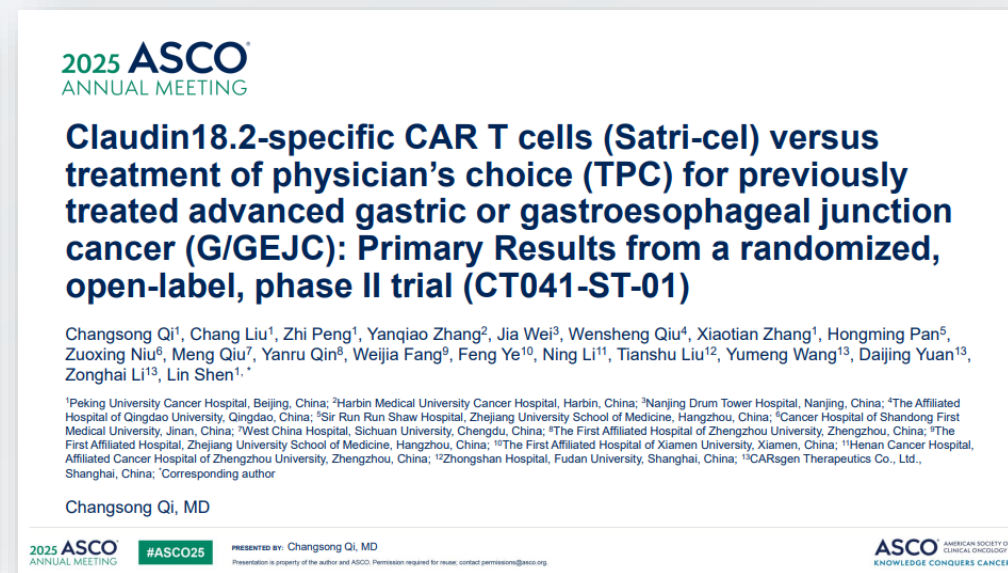 2025 ASCO®
ANNUAL MEETING
Claudin18.2-specific CAR T cells (Satri-cel) versus
treatment of physician's choice (TPC) for previously
treated advanced gastric or gastroesophageal junction
cancer (G/GEJC): Primary Results from a randomized,
open-label, phase II trial (CT041-ST-01)
Changsong Qi¹, Chang Liu¹, Zhi Peng¹, Yanqiao Zhang², Jia Wei³, Wensheng Qiu⁴, Xiaotian Zhang¹, Hongming Pan⁵,
Zuoxing Niu⁶, Meng Qiu⁷, Yanru Qin⁸, Weijia Fang⁹, Feng Ye¹⁰, Ning Li¹¹, Tianshu Liu¹², Yumeng Wang¹³, Daijing Yuan¹³,
Zonghai Li¹³, Lin Shen¹, *
¹Peking University Cancer Hospital, Beijing, China; ²Harbin Medical University Cancer Hospital, Harbin, China; ³Nanjing Drum Tower Hospital, Nanjing, China; ⁴The Affiliated
Hospital of Qingdao University, Qingdao, China; ⁵Sir Run Run Shaw Hospital, Zhejiang University School of Medicine, Hangzhou, China; ⁶Cancer Hospital of Shandong First
Medical University, Jinan, China; ⁷West China Hospital, Sichuan University, Chengdu, China; ⁸The First Affiliated Hospital of Zhengzhou University, Zhengzhou, China; ⁹The
First Affiliated Hospital, Zhejiang University School of Medicine, Hangzhou, China; ¹⁰The First Affiliated Hospital of Xiamen University, Xiamen, China; ¹¹Henan Cancer Hospital,
Affiliated Cancer Hospital of Zhengzhou University, Zhengzhou, China; ¹²Zhongshan Hospital, Fudan University, Shanghai, China; ¹³CARsgen Therapeutics Co., Ltd.,
Shanghai, China; *Corresponding author
Changsong Qi, MD
2025 ASCO®
ANNUAL MEETING
#ASCO25
PRESENTED BY: Changsong Qi, MD
Presentation is property of the author and ASCO. Permission required for reuse; contact permissions@asco.org.
ASCO® AMERICAN SOCIETY OF
CLINICAL ONCOLOGY
KNOWLEDGE CONQUERS CANCER